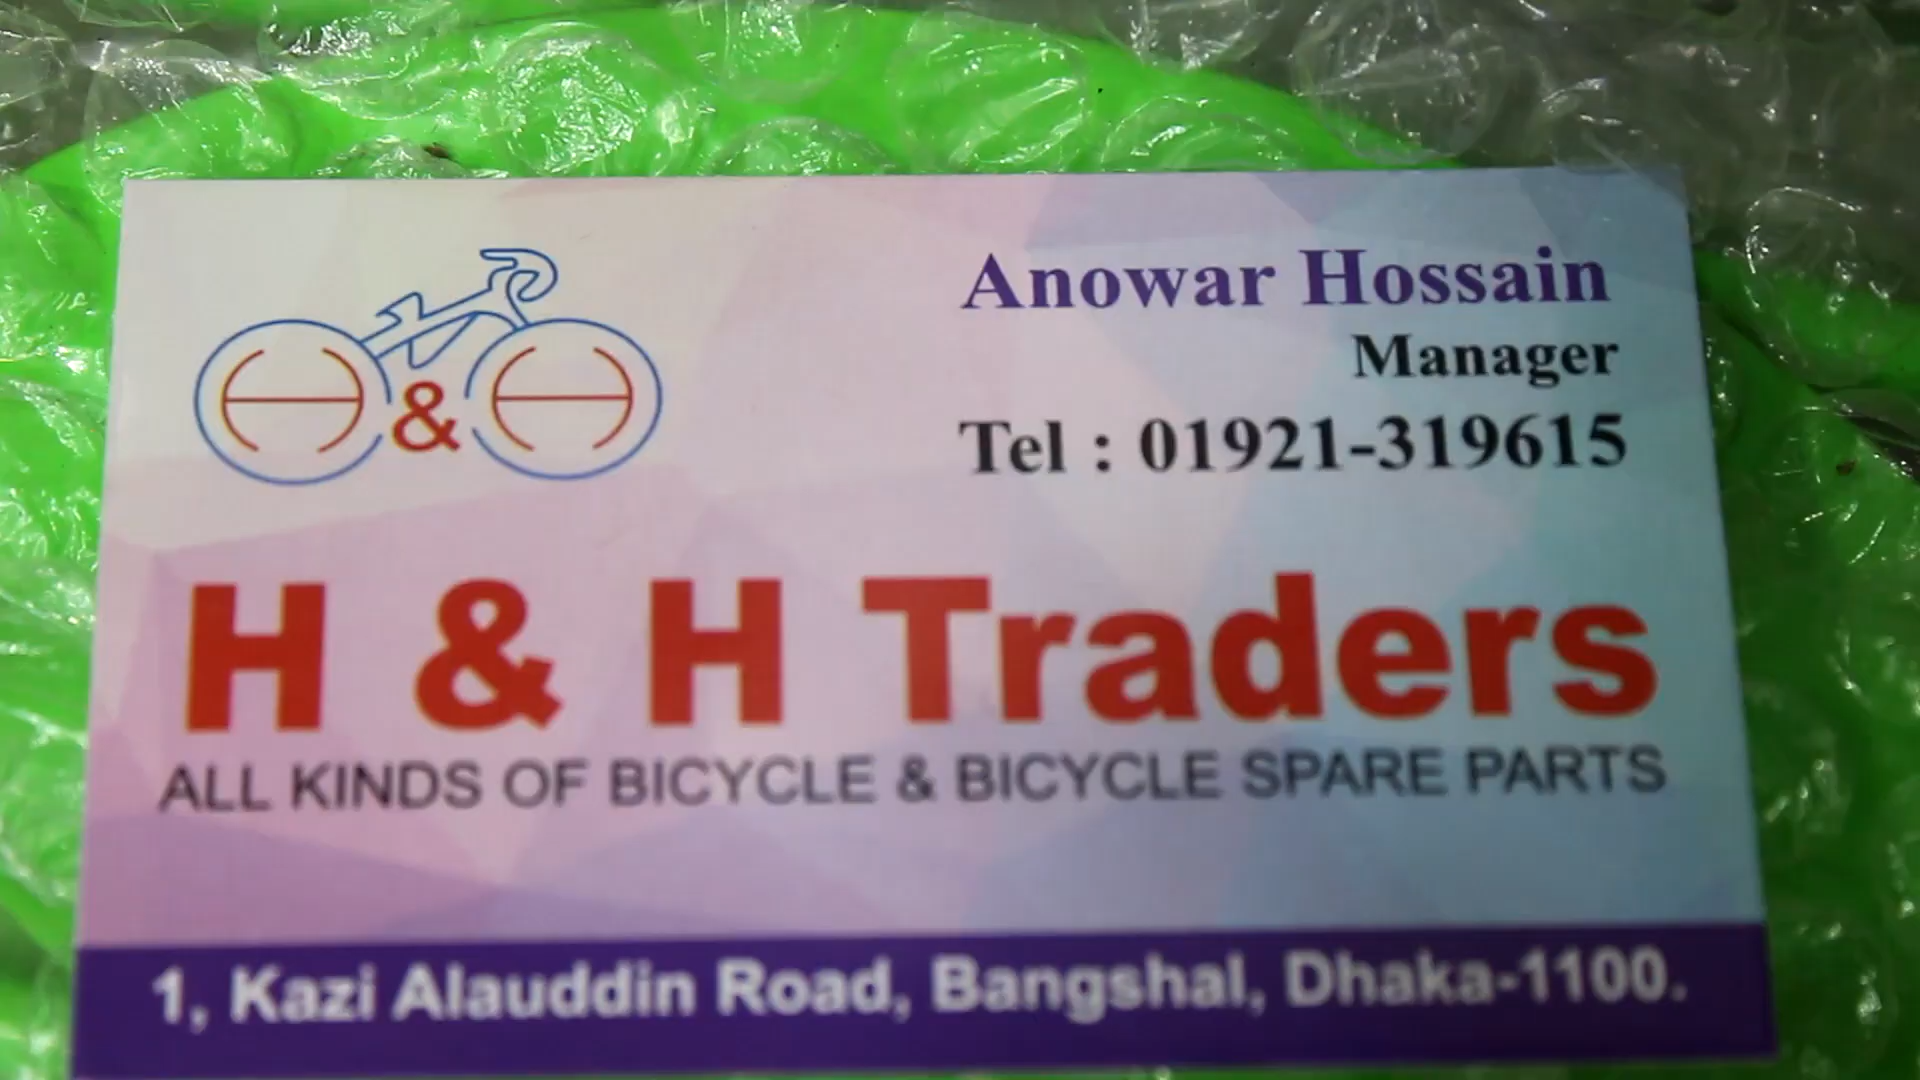 H & H
Anowar Hossain
Manager
Tel : 01921-319615
H & H Traders
ALL KINDS OF BICYCLE & BICYCLE SPARE PARTS
1, Kazi Alauddin Road, Bangshal, Dhaka-1100.